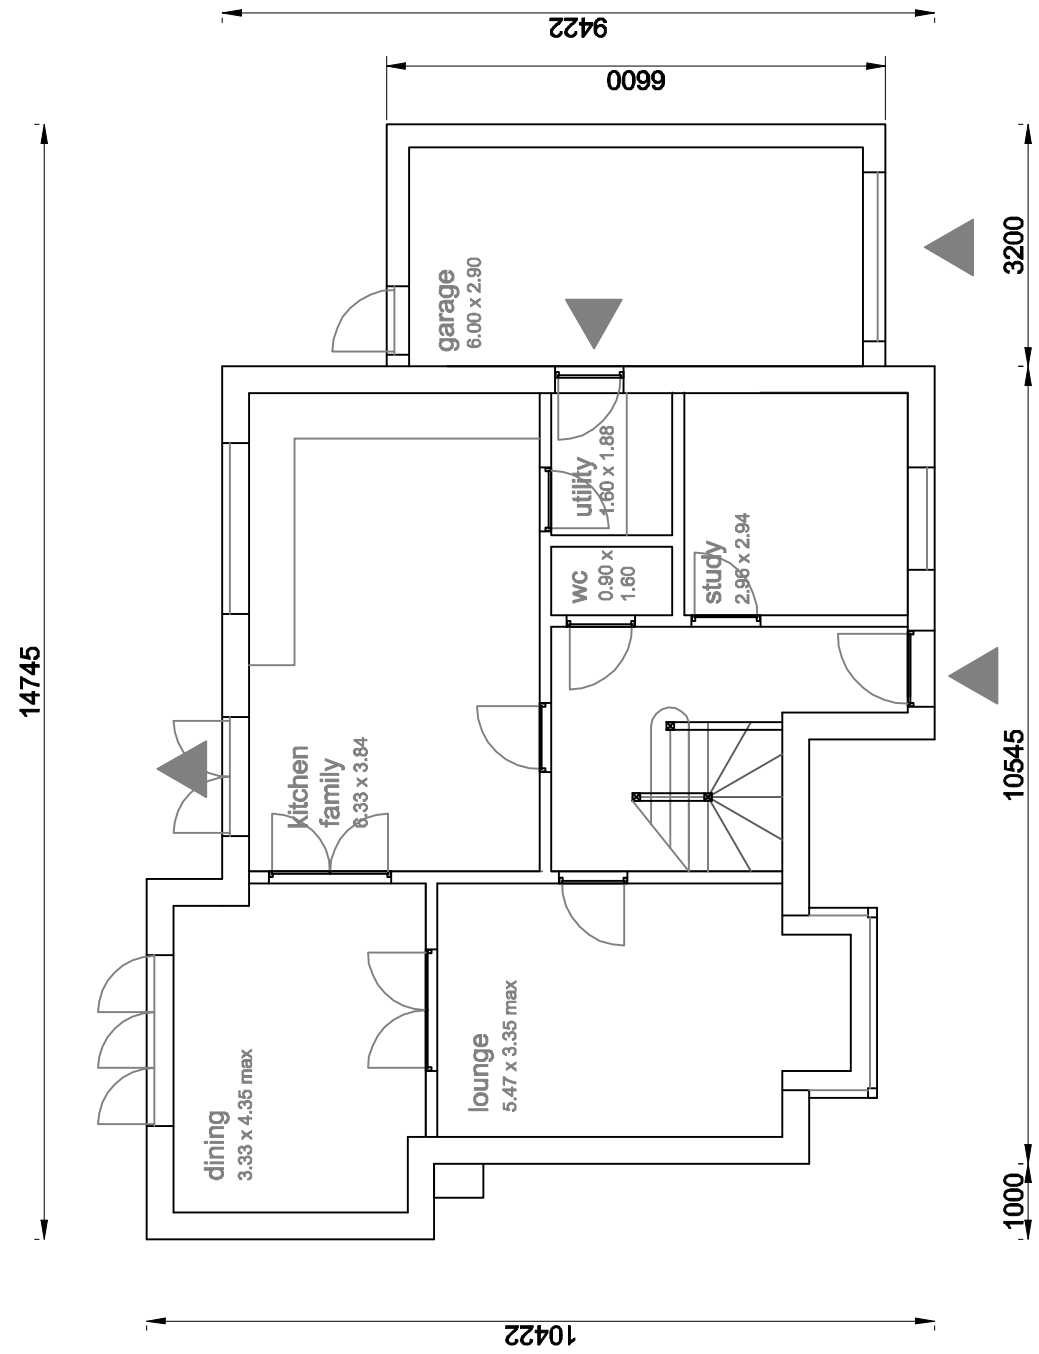 9422
6600
14745
3200
garage
6.00 x 2.90
utility
1.60 x 1.88
wc
0.90 x
1.60
study
2.96 x 2.94
kitchen
family
6.33 x 3.84
10545
lounge
5.47 x 3.35 max
dining
3.33 x 4.35 max
1000
10422